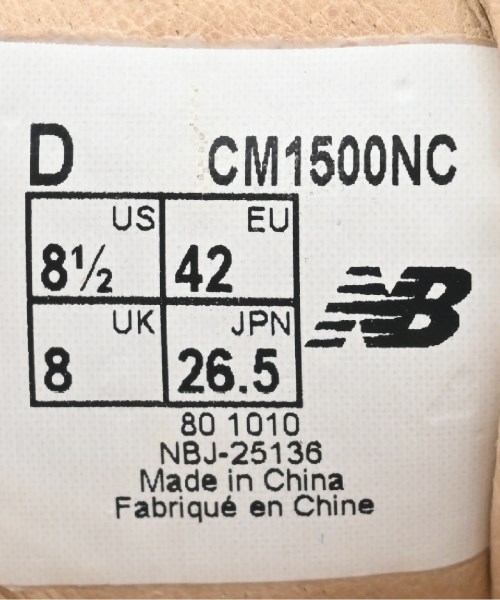 D CM1500NC
US EU
8½ 42
UK JPN
8 26.5
NB
80 1010
NBJ-25136
Made in China
Fabriqué en Chine